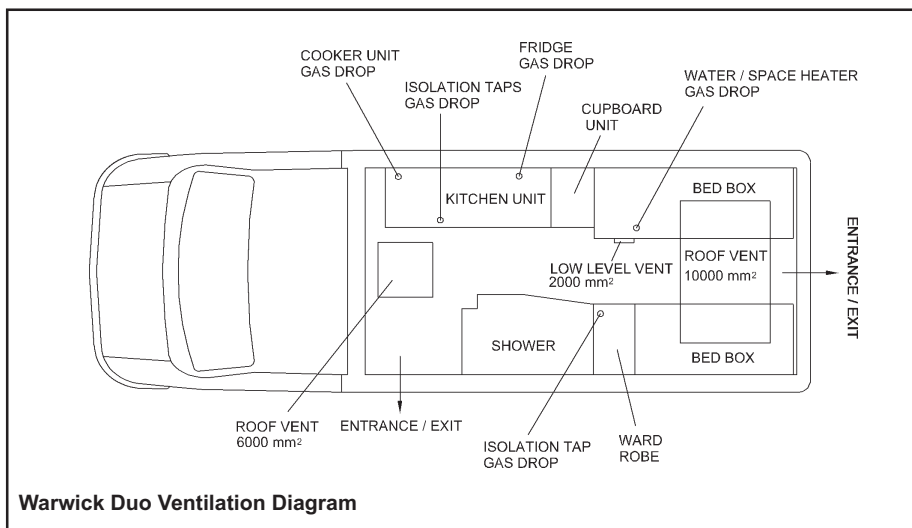 COOKER UNIT
GAS DROP
ISOLATION TAPS
GAS DROP
FRIDGE
GAS DROP
WATER / SPACE HEATER
GAS DROP
CUPBOARD
UNIT
KITCHEN UNIT
BED BOX
LOW LEVEL VENT
2000 mm²
ROOF VENT
10000 mm²
ENTRANCE / EXIT
SHOWER
BED BOX
ROOF VENT
6000 mm²
ENTRANCE / EXIT
ISOLATION TAP
GAS DROP
WARD
ROBE
Warwick Duo Ventilation Diagram